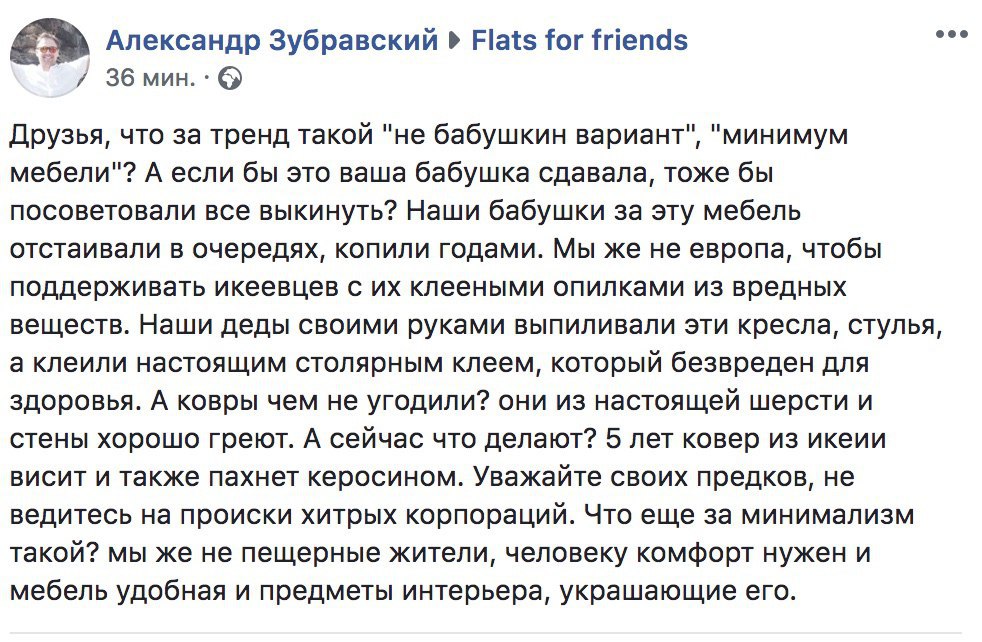 Александр Зубравский ▸ Flats for friends
36 мин. ·
Друзья, что за тренд такой "не бабушкин вариант", "минимум
мебели"? А если бы это ваша бабушка сдавала, тоже бы
посоветовали все выкинуть? Наши бабушки за эту мебель
отстаивали в очередях, копили годами. Мы же не европа, чтобы
поддерживать икеевцев с их клееными опилками из вредных
веществ. Наши деды своими руками выпиливали эти кресла, стулья,
а клеили настоящим столярным клеем, который безвреден для
здоровья. А ковры чем не угодили? они из настоящей шерсти и
стены хорошо греют. А сейчас что делают? 5 лет ковер из икеии
висит и также пахнет керосином. Уважайте своих предков, не
ведитесь на происки хитрых корпораций. Что еще за минимализм
такой? мы же не пещерные жители, человеку комфорт нужен и
мебель удобная и предметы интерьера, украшающие его.